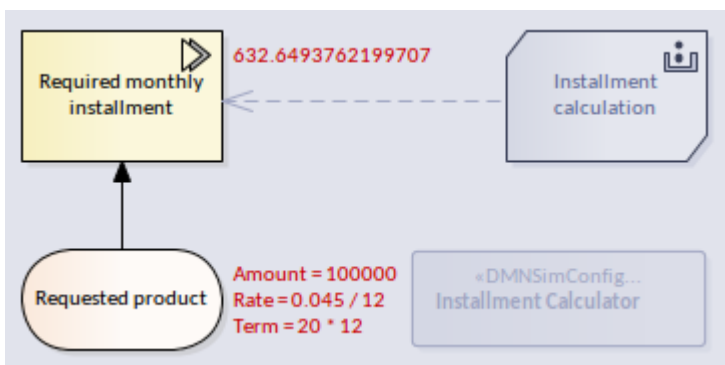 Required monthly
installment
632.6493762199707
Installment
calculation
Requested product
Amount = 100000
Rate = 0.045 / 12
Term = 20 * 12
«DMNSimConfig...
Installment Calculator